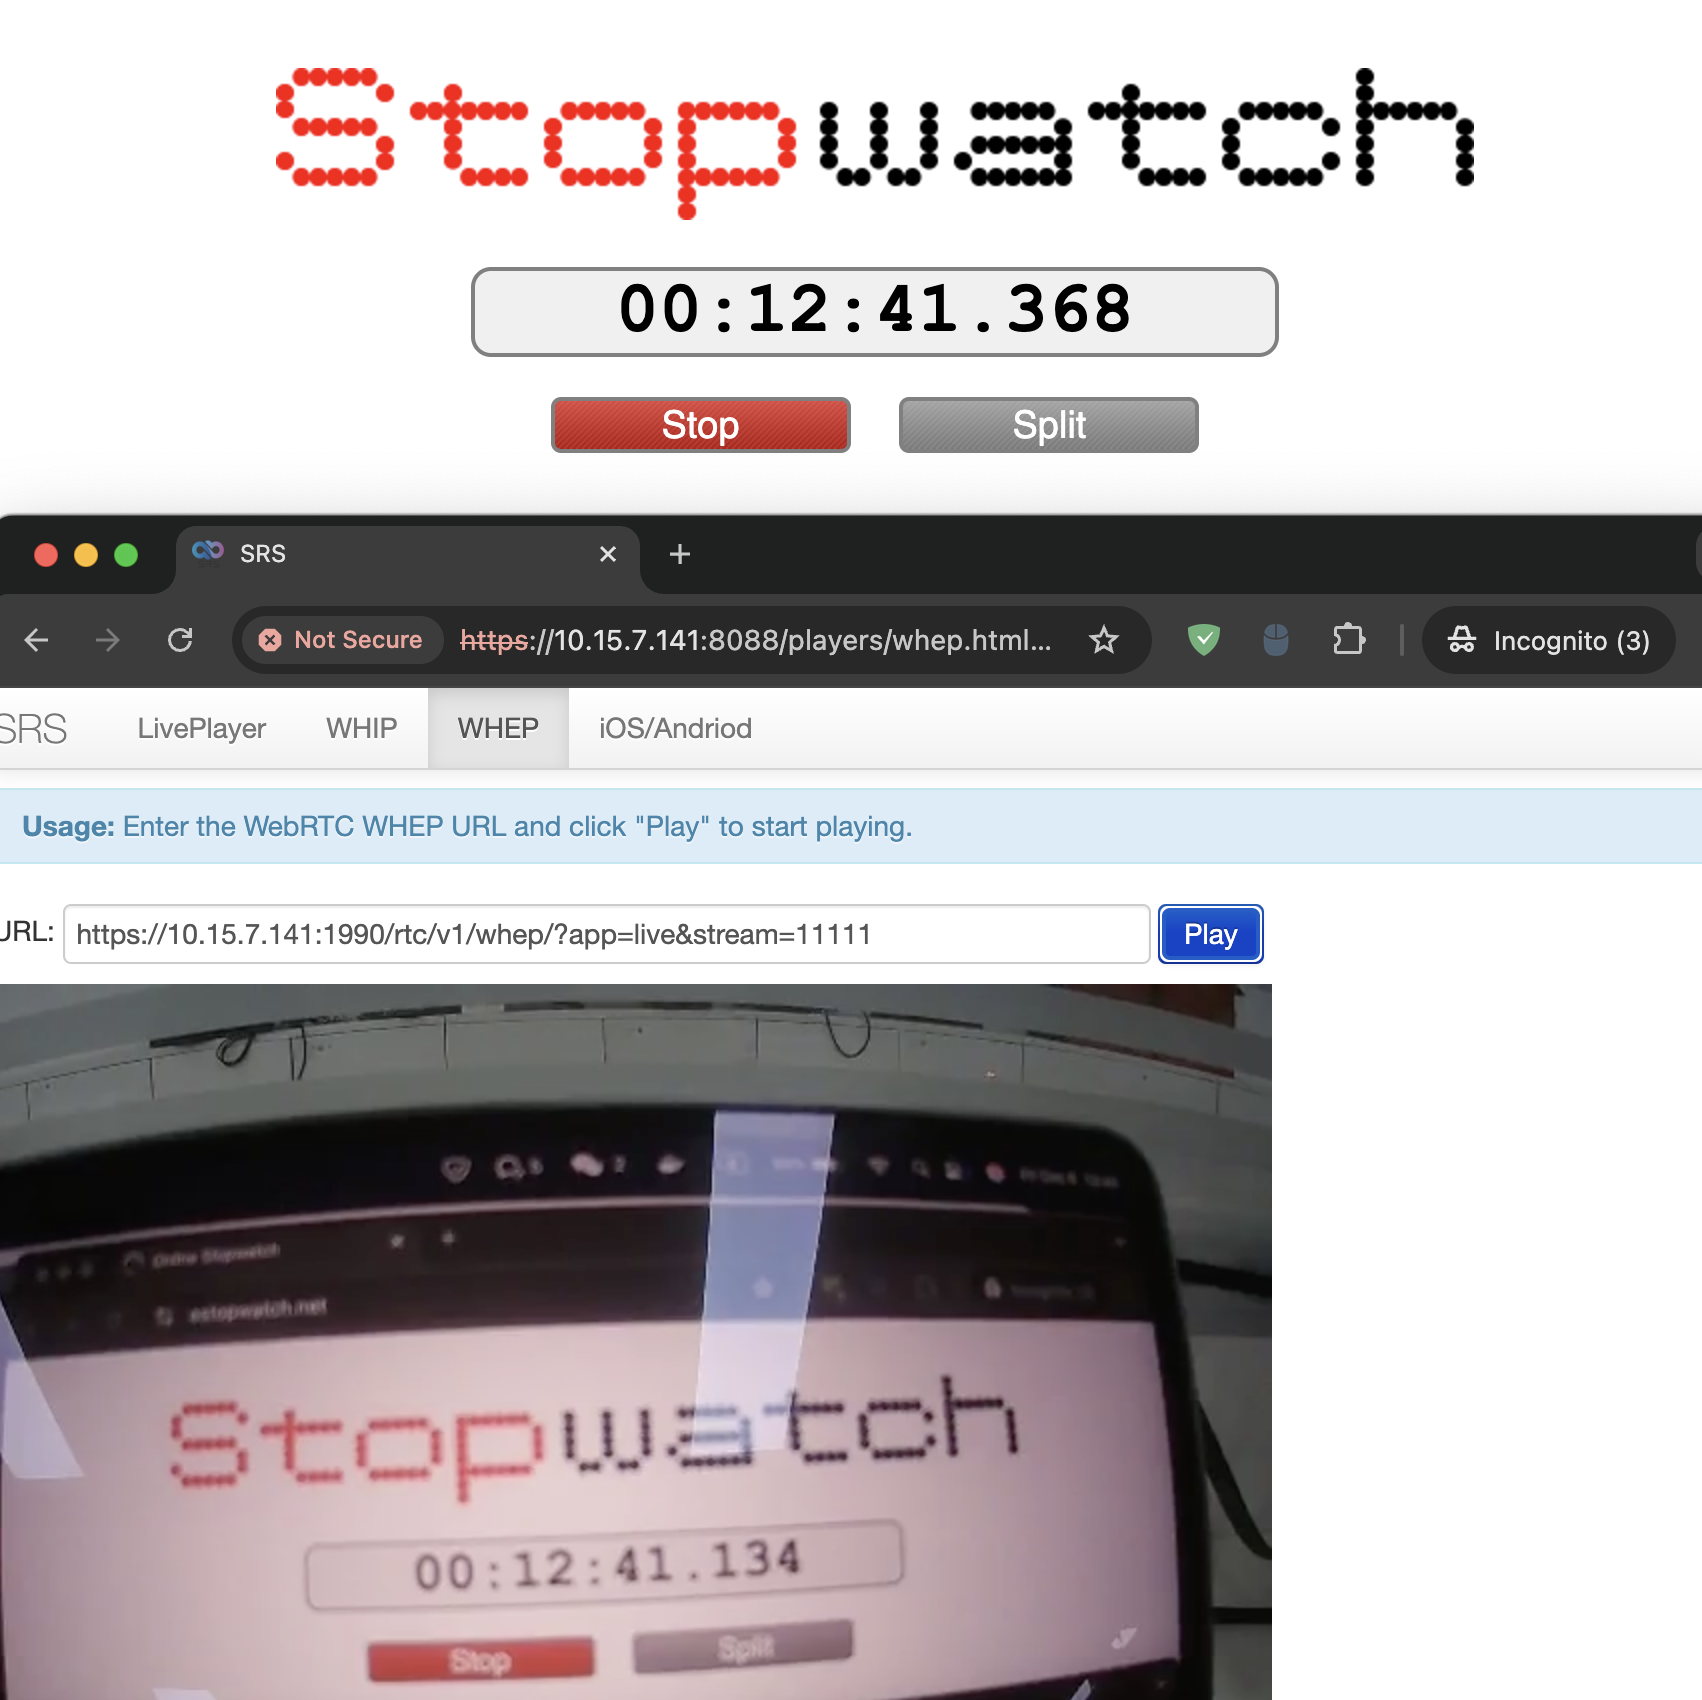 Stopwatch
00:12:41.368
Stop Split
SRS
Not Secure https://10.15.7.141:8088/players/whep.html... Incognito (3)
SRS LivePlayer WHIP WHEP iOS/Andriod
Usage: Enter the WebRTC WHEP URL and click "Play" to start playing.
URL: https://10.15.7.141:1990/rtc/v1/whep/?app=live&stream=11111 Play
Online Stopwatch
estopwatch.net
Stopwatch
00:12:41.134
Stop Split